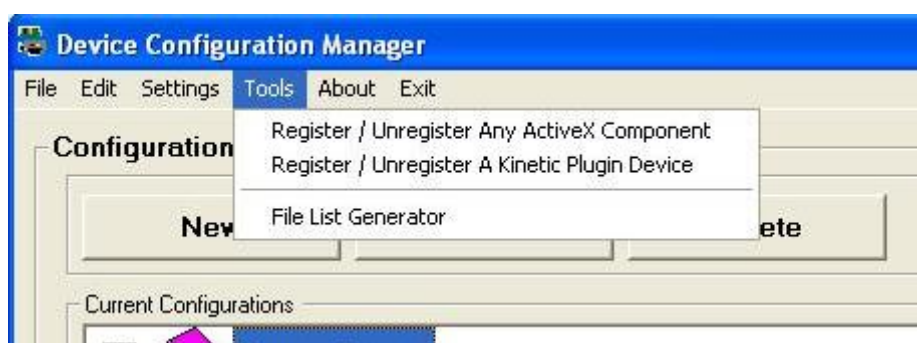 Device Configuration Manager
File Edit Settings Tools About Exit
Register / Unregister Any ActiveX Component
Configuration
Register / Unregister A Kinetic Plugin Device
File List Generator
New
ete
Current Configurations